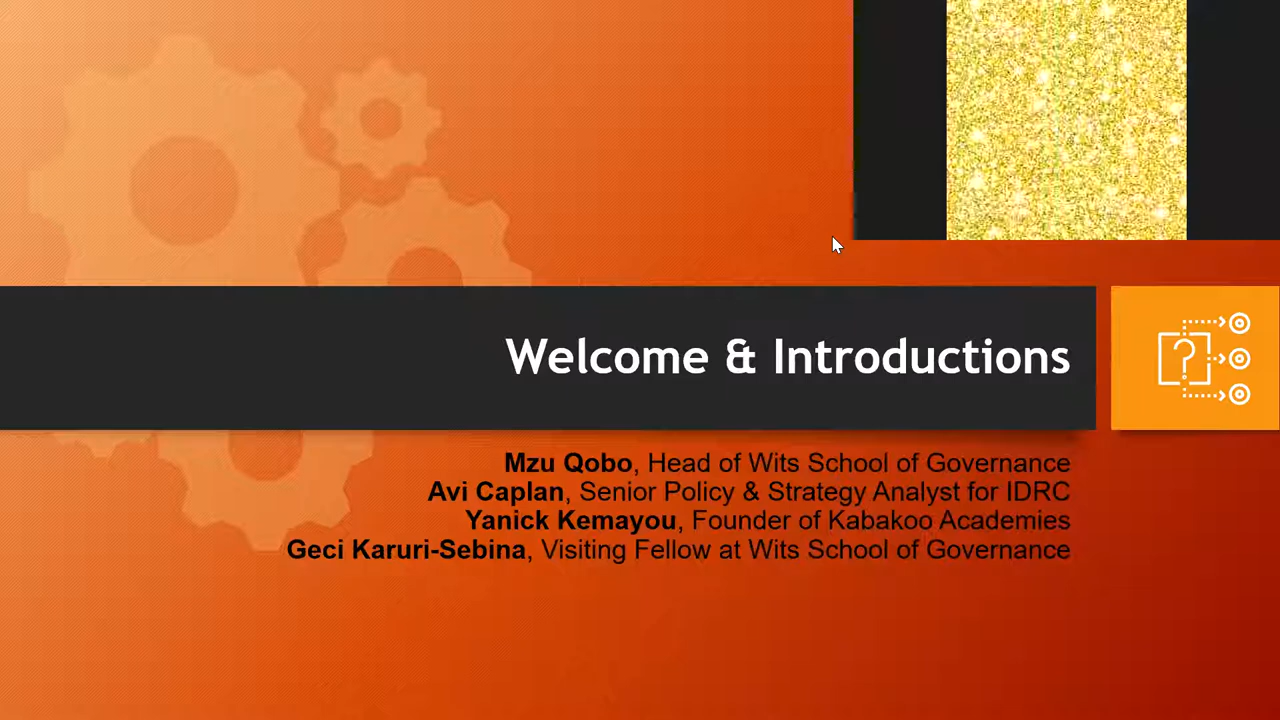 Welcome & Introductions
Mzu Qobo, Head of Wits School of Governance
Avi Caplan, Senior Policy & Strategy Analyst for IDRC
Yanick Kemayou, Founder of Kabakoo Academies
Geci Karuri-Sebina, Visiting Fellow at Wits School of Governance